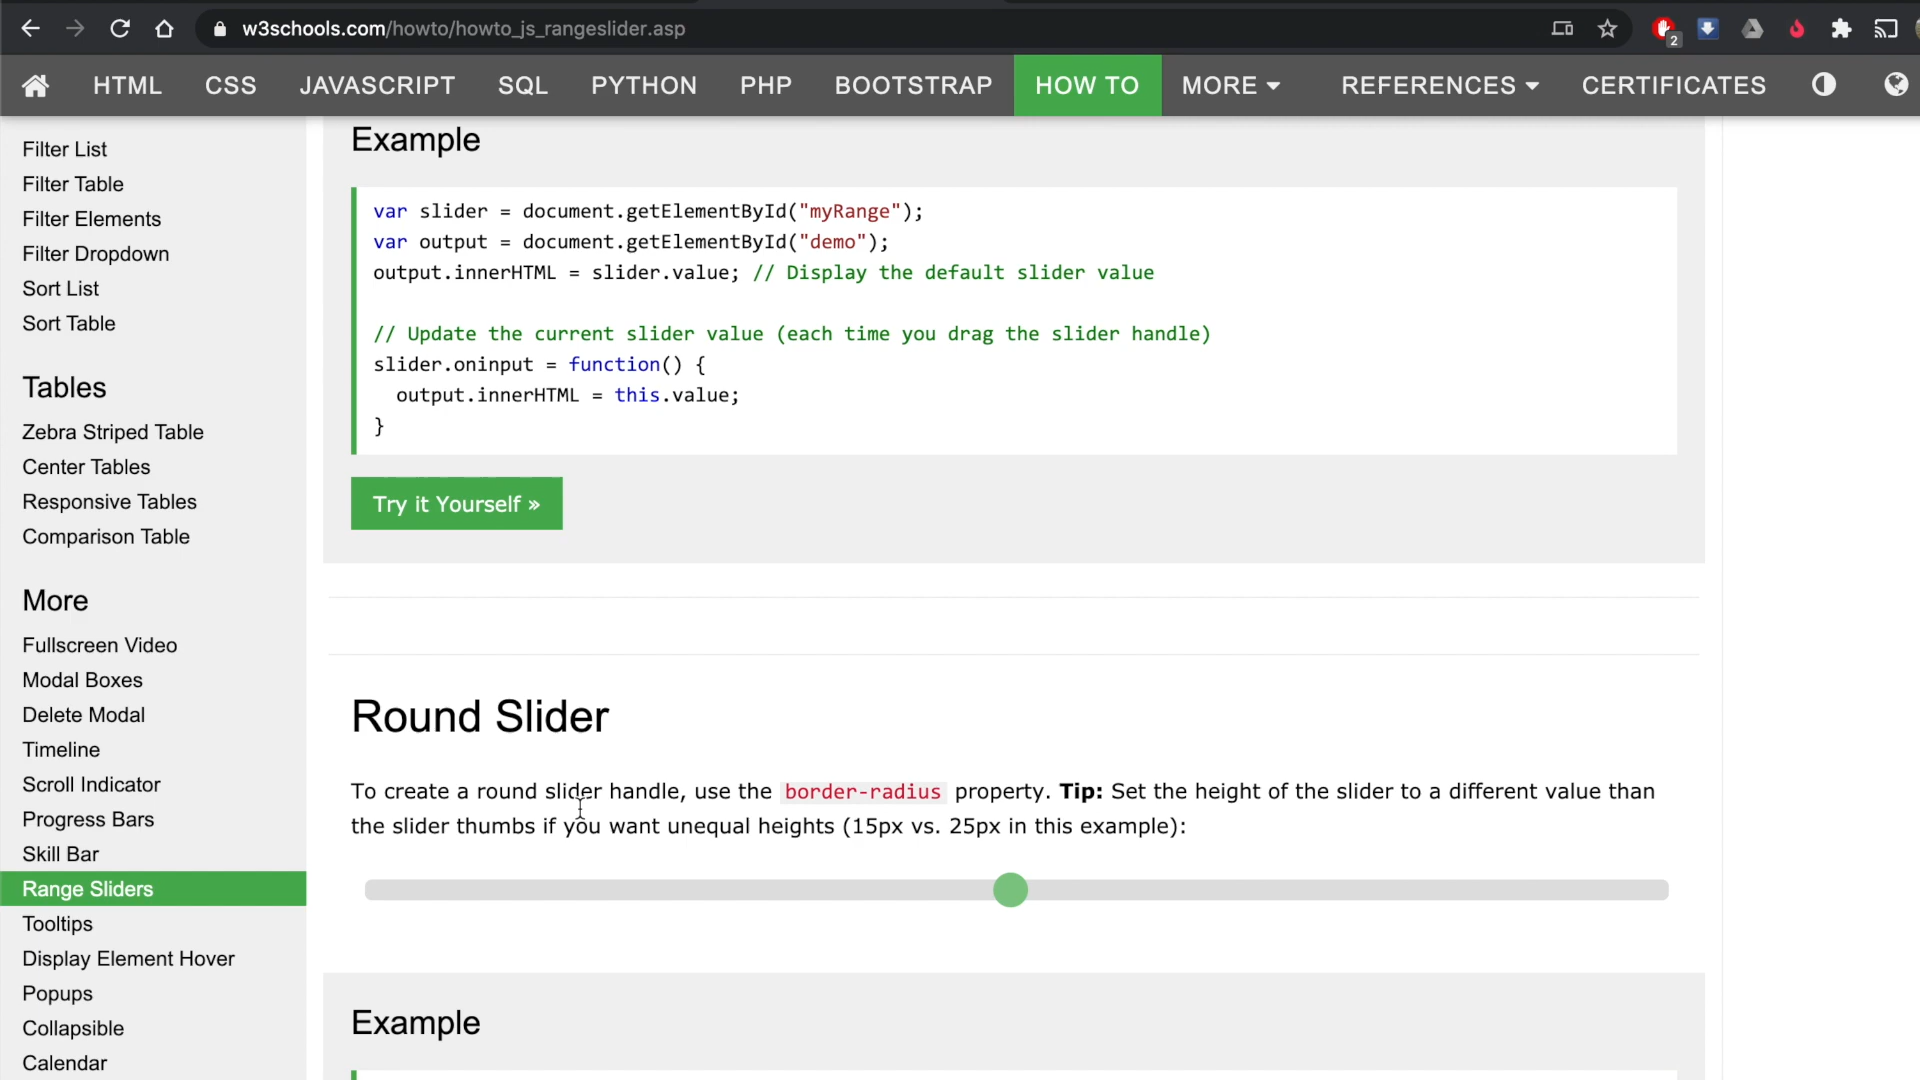 w3schools.com/howto/howto_js_rangeslider.asp
2
HTML CSS JAVASCRIPT SQL PYTHON PHP BOOTSTRAP HOW TO MORE REFERENCES CERTIFICATES
Filter List
Filter Table
Filter Elements
Filter Dropdown
Sort List
Sort Table
Tables
Zebra Striped Table
Center Tables
Responsive Tables
Comparison Table
More
Fullscreen Video
Modal Boxes
Delete Modal
Timeline
Scroll Indicator
Progress Bars
Skill Bar
Range Sliders
Tooltips
Display Element Hover
Popups
Collapsible
Calendar
Example
var slider = document.getElementById("myRange");
var output = document.getElementById("demo");
output.innerHTML = slider.value; // Display the default slider value
// Update the current slider value (each time you drag the slider handle)
slider.oninput = function() {
output.innerHTML = this.value;
}
Try it Yourself »
Round Slider
To create a round slider handle, use the border-radius property. Tip: Set the height of the slider to a different value than
the slider thumbs if you want unequal heights (15px vs. 25px in this example):
Example